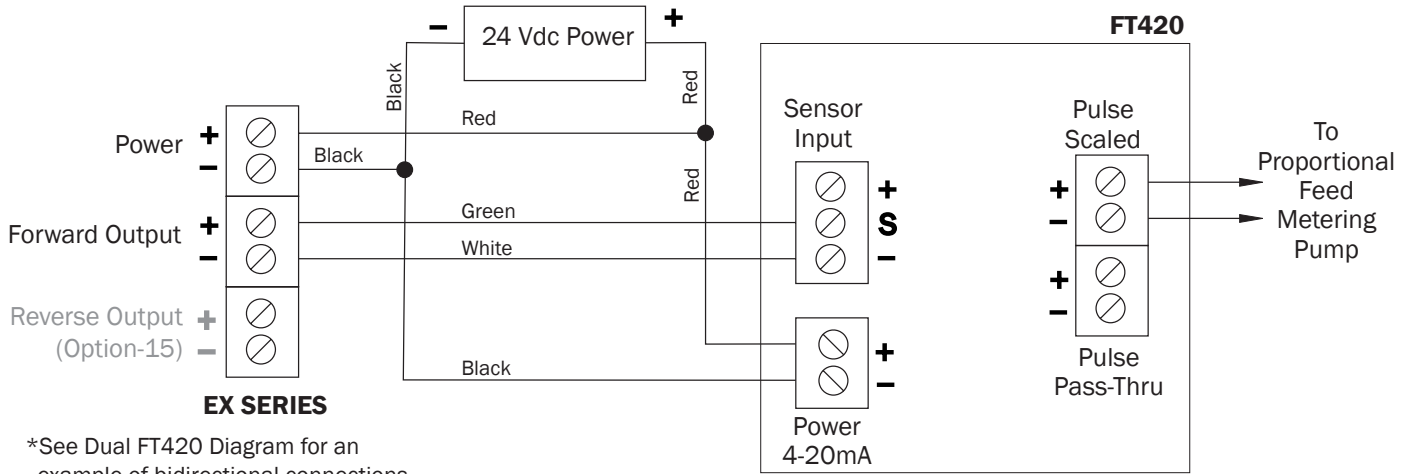 FT420
− 24 Vdc Power +
Black
Red
Power + −
Red
Black
Red
Sensor
Input
+
S
−
Pulse
Scaled
+
−
To
Proportional
Feed
Metering
Pump
Forward Output + −
Green
White
Reverse Output +
(Option-15) −
Black
+
−
Power
4-20mA
+
−
Pulse
Pass-Thru
EX SERIES
*See Dual FT420 Diagram for an
example of bidirectional connections